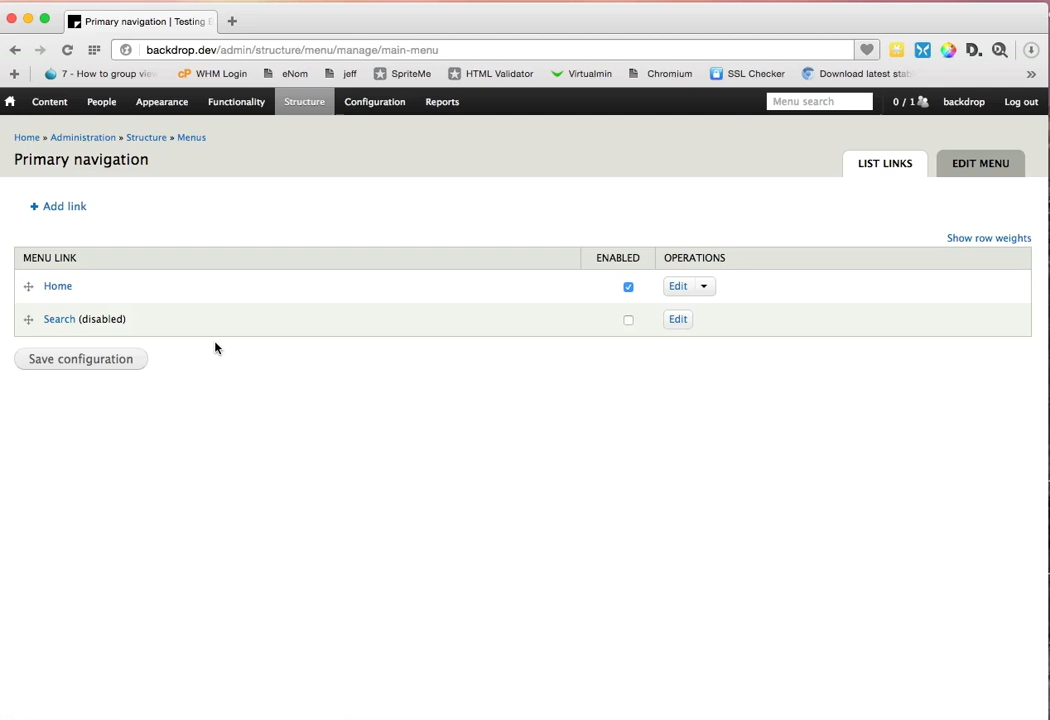 Primary navigation | Testing
backdrop.dev/admin/structure/menu/manage/main-menu
7 - How to group
cP WHM Login
eNom
jeff
SpriteMe
HTML Validator
Virtualmin
Chromium
SSL Checker
Download latest
»
Content People Appearance Functionality Structure Configuration Reports Menu search 0 / 1 backdrop Log out
Home » Administration » Structure » Menus
Primary navigation
LIST LINKS EDIT MENU
+ Add link
Show row weights
MENU LINK ENABLED OPERATIONS
Home Edit
Search (disabled) Edit
Save configuration